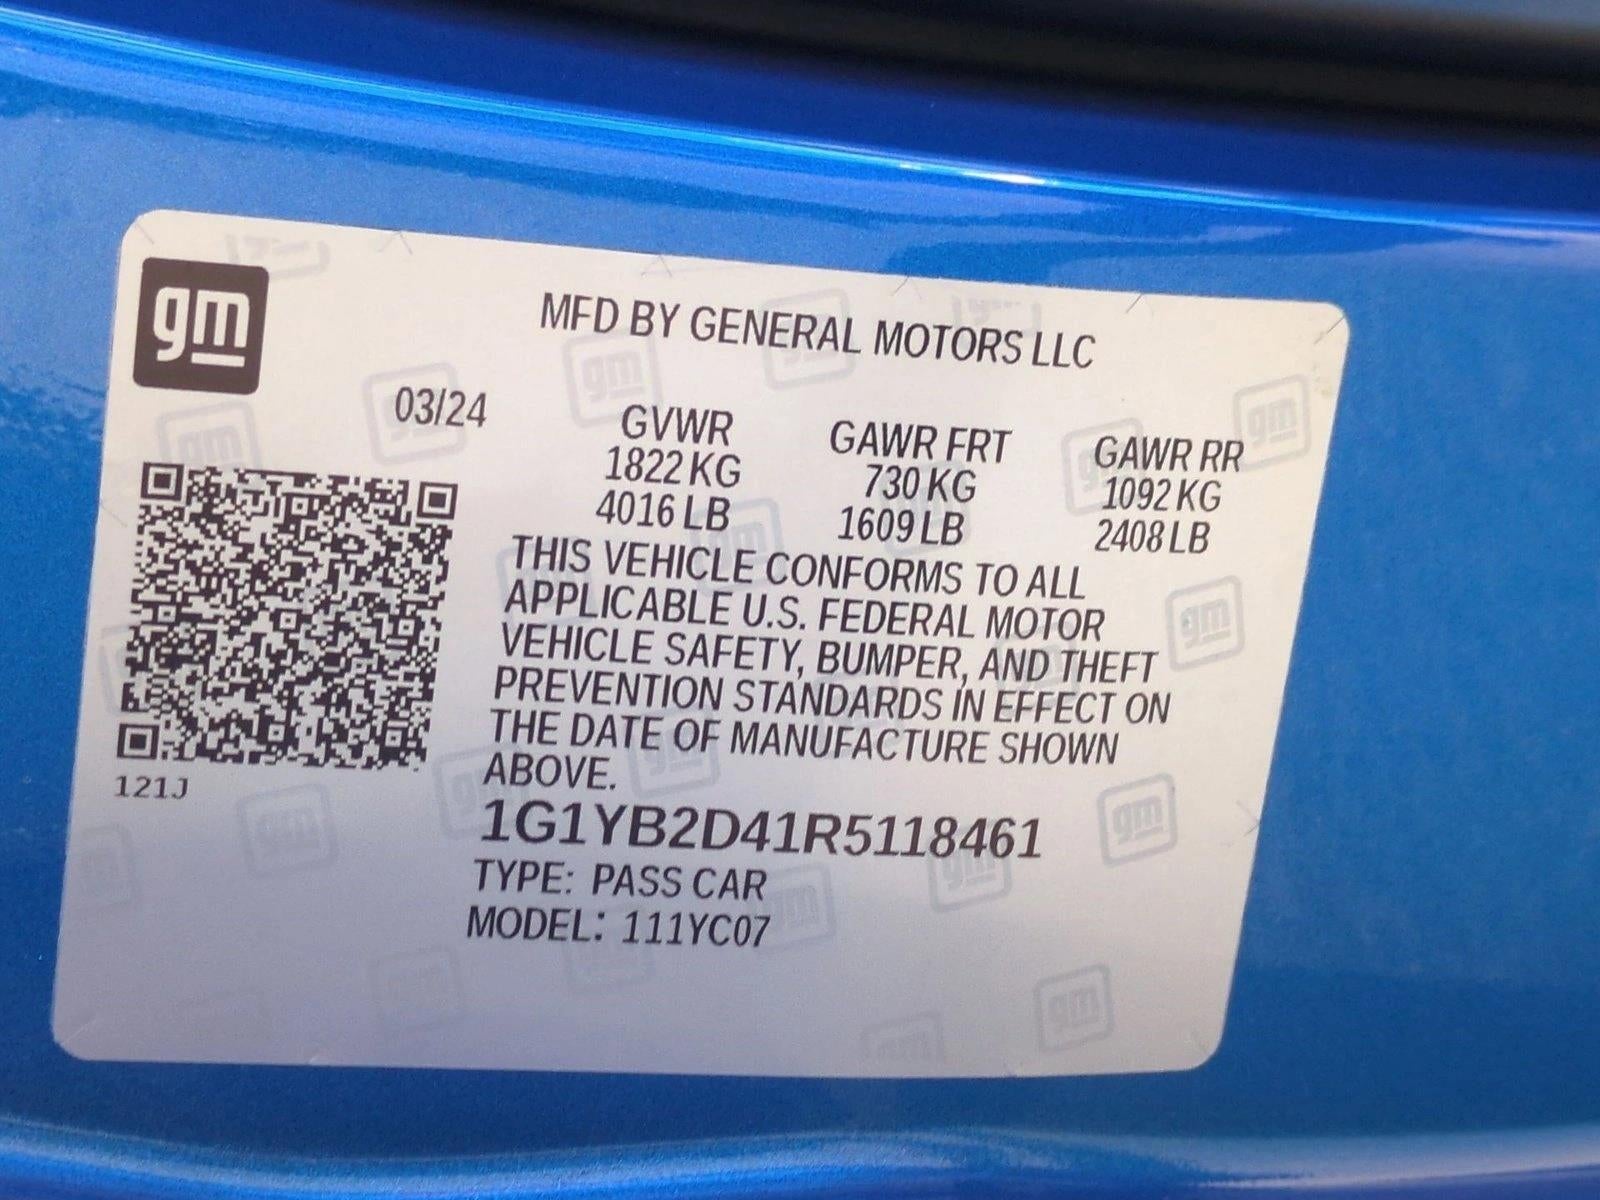 gm
MFD BY GENERAL MOTORS LLC
03/24
GVWR GAWR FRT GAWR RR
1822 KG 730 KG 1092 KG
4016 LB 1609 LB 2408 LB
THIS VEHICLE CONFORMS TO ALL
APPLICABLE U.S. FEDERAL MOTOR
VEHICLE SAFETY, BUMPER, AND THEFT
PREVENTION STANDARDS IN EFFECT ON
THE DATE OF MANUFACTURE SHOWN
ABOVE.
121J
1G1YB2D41R5118461
TYPE: PASS CAR
MODEL: 111YC07